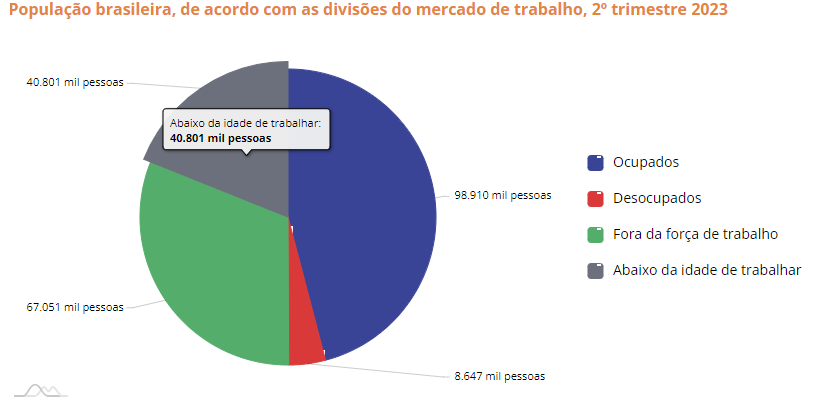 População brasileira, de acordo com as divisões do mercado de trabalho, 2º trimestre 2023
40.801 mil pessoas
Abaixo da idade de trabalhar:
40.801 mil pessoas
98.910 mil pessoas
67.051 mil pessoas
8.647 mil pessoas
Ocupados
Desocupados
Fora da força de trabalho
Abaixo da idade de trabalhar